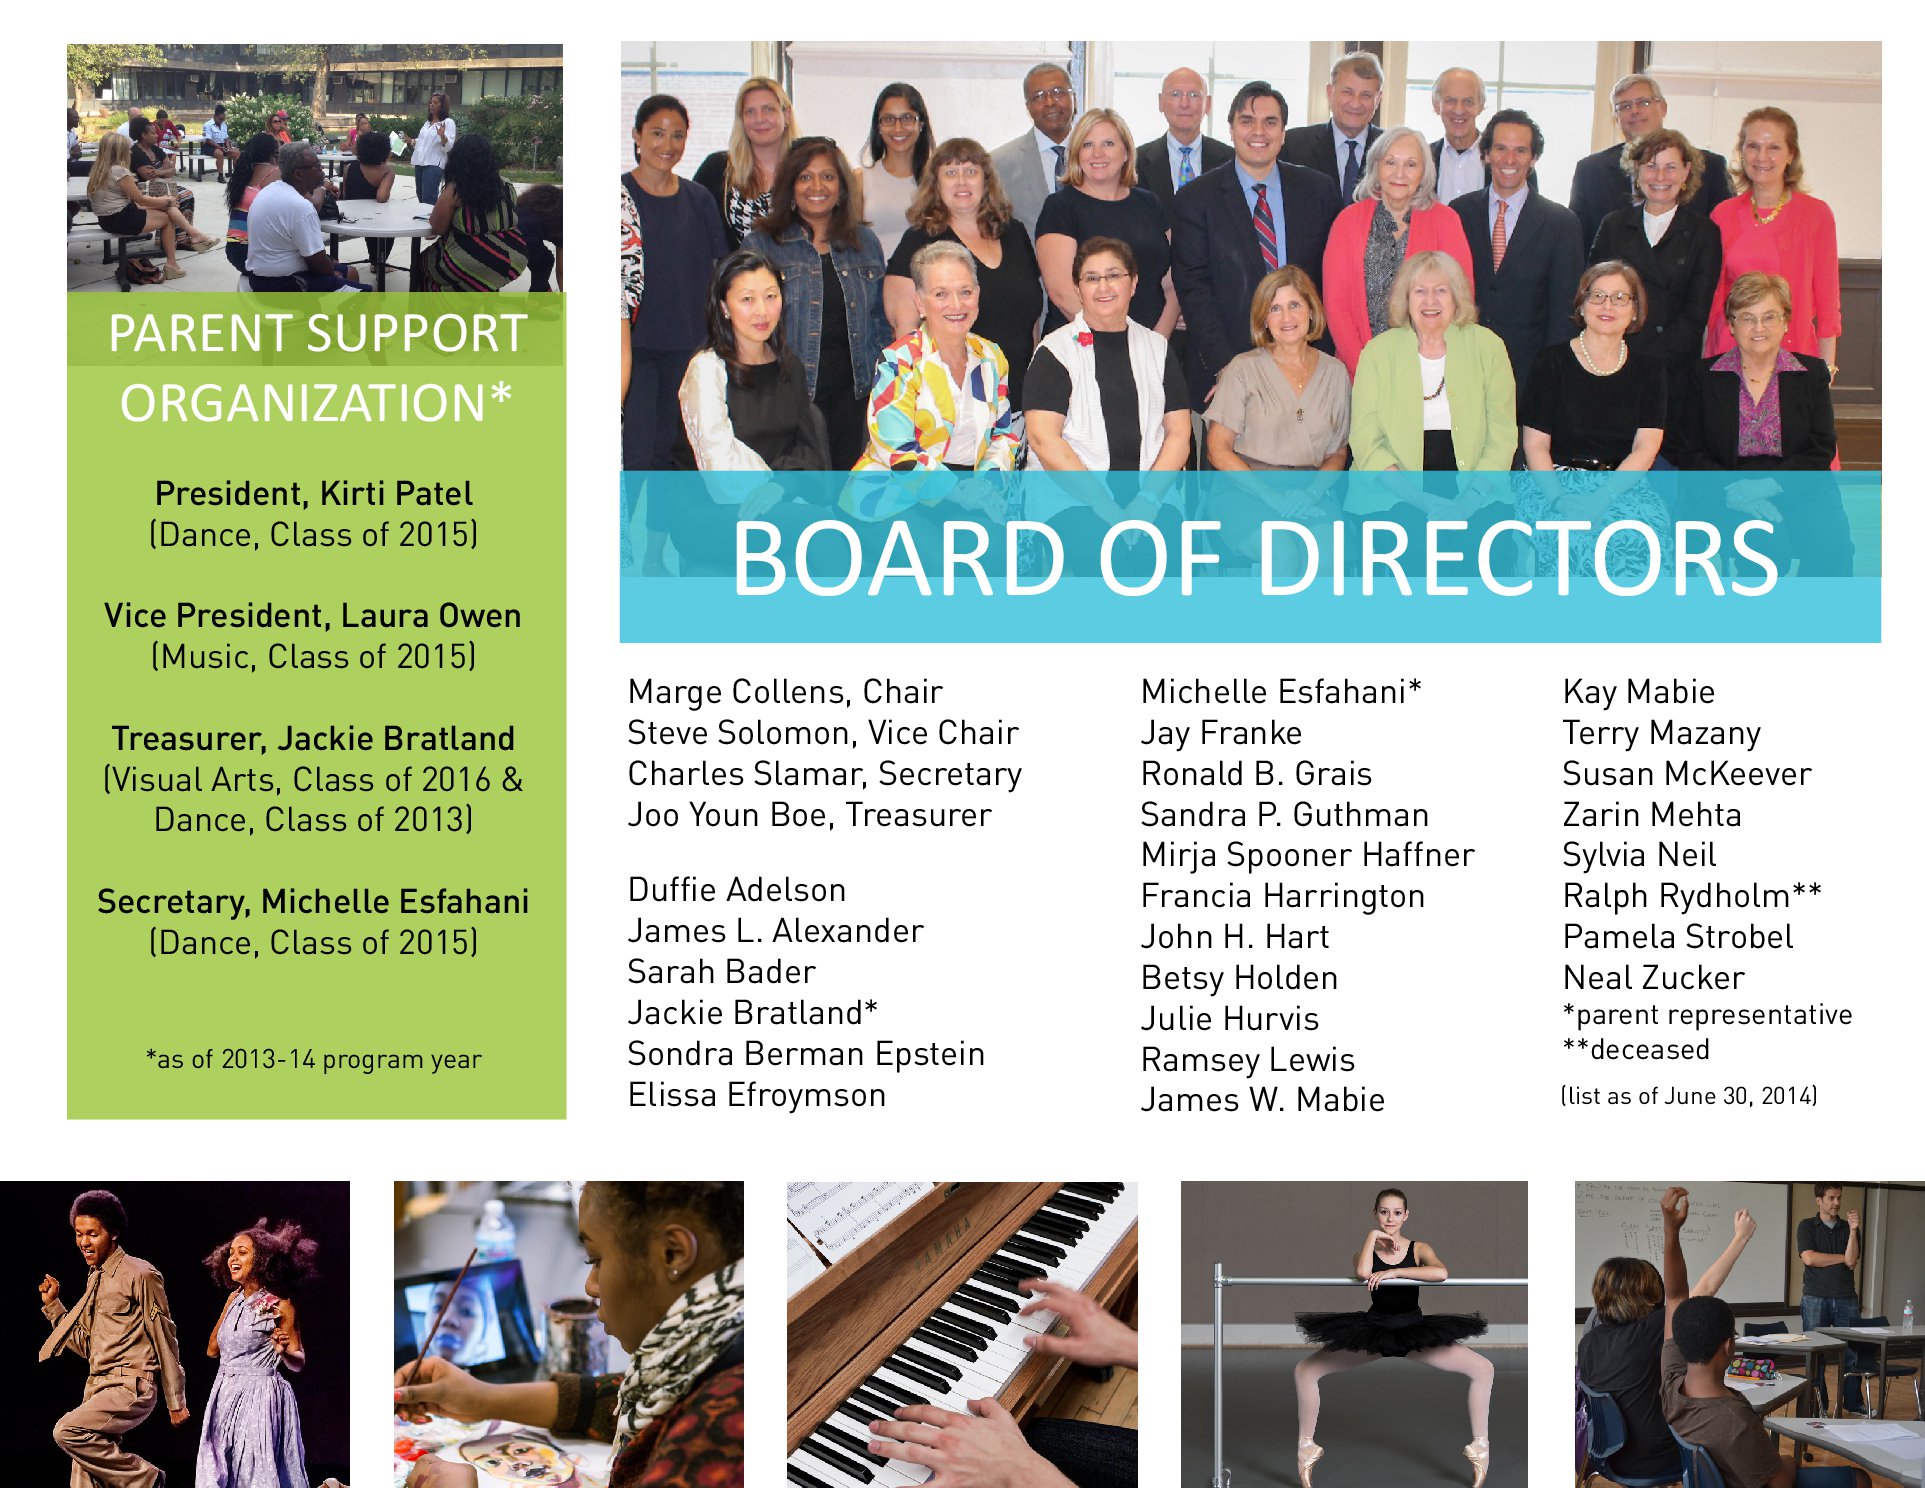 PARENT SUPPORT
ORGANIZATION*
President, Kirti Patel
(Dance, Class of 2015)
Vice President, Laura Owen
(Music, Class of 2015)
Treasurer, Jackie Bratland
(Visual Arts, Class of 2016 &
Dance, Class of 2013)
Secretary, Michelle Esfahani
(Dance, Class of 2015)
*as of 2013-14 program year
BOARD OF DIRECTORS
Marge Collens, Chair
Steve Solomon, Vice Chair
Charles Slamar, Secretary
Joo Youn Boe, Treasurer
Duffie Adelson
James L. Alexander
Sarah Bader
Jackie Bratland*
Sondra Berman Epstein
Elissa Efroymson
Michelle Esfahani*
Jay Franke
Ronald B. Grais
Sandra P. Guthman
Mirja Spooner Haffner
Francia Harrington
John H. Hart
Betsy Holden
Julie Hurvis
Ramsey Lewis
James W. Mabie
Kay Mabie
Terry Mazany
Susan McKeever
Zarin Mehta
Sylvia Neil
Ralph Rydholm**
Pamela Strobel
Neal Zucker
*parent representative
**deceased
(list as of June 30, 2014)
YAMAHA